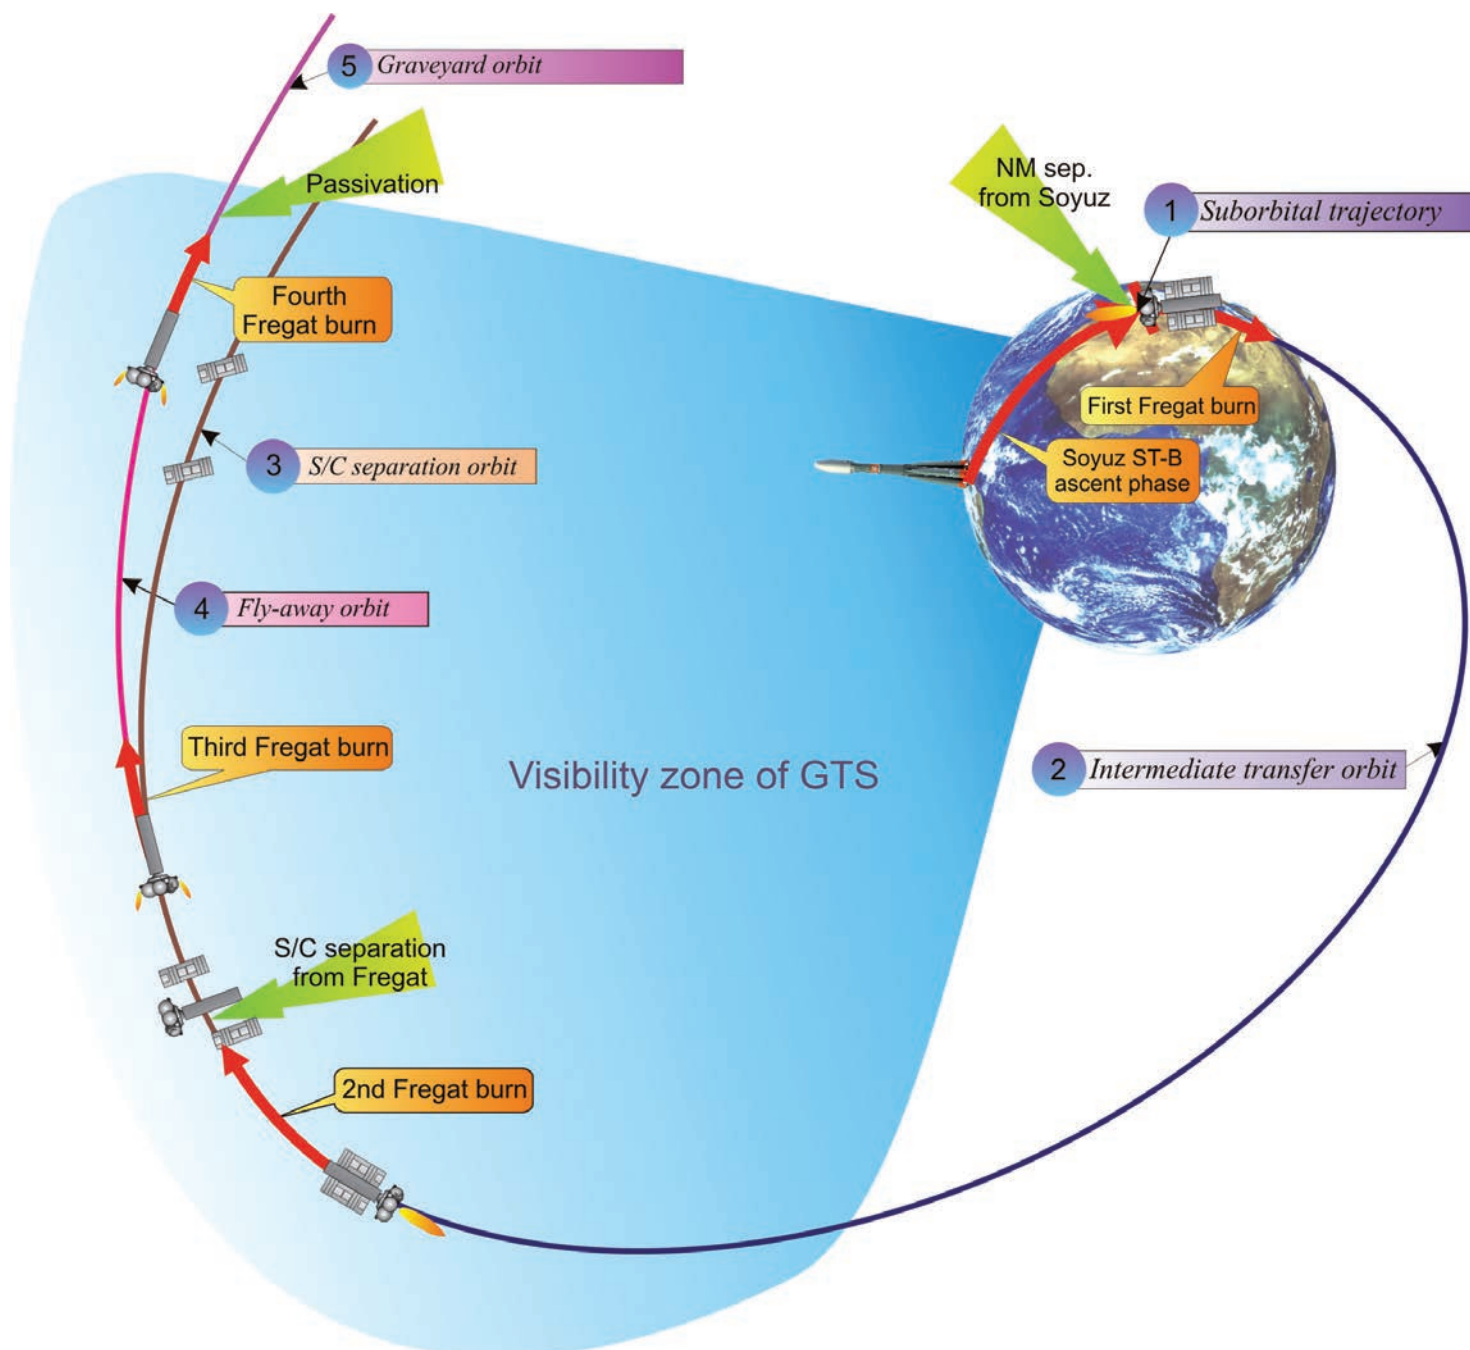 5 Graveyard orbit
Passivation
NM sep.
from Soyuz
1 Suborbital trajectory
Fourth
Fregat burn
First Fregat burn
3 S/C separation orbit
Soyuz ST-B
ascent phase
4 Fly-away orbit
Third Fregat burn
Visibility zone of GTS
2 Intermediate transfer orbit
S/C separation
from Fregat
2nd Fregat burn